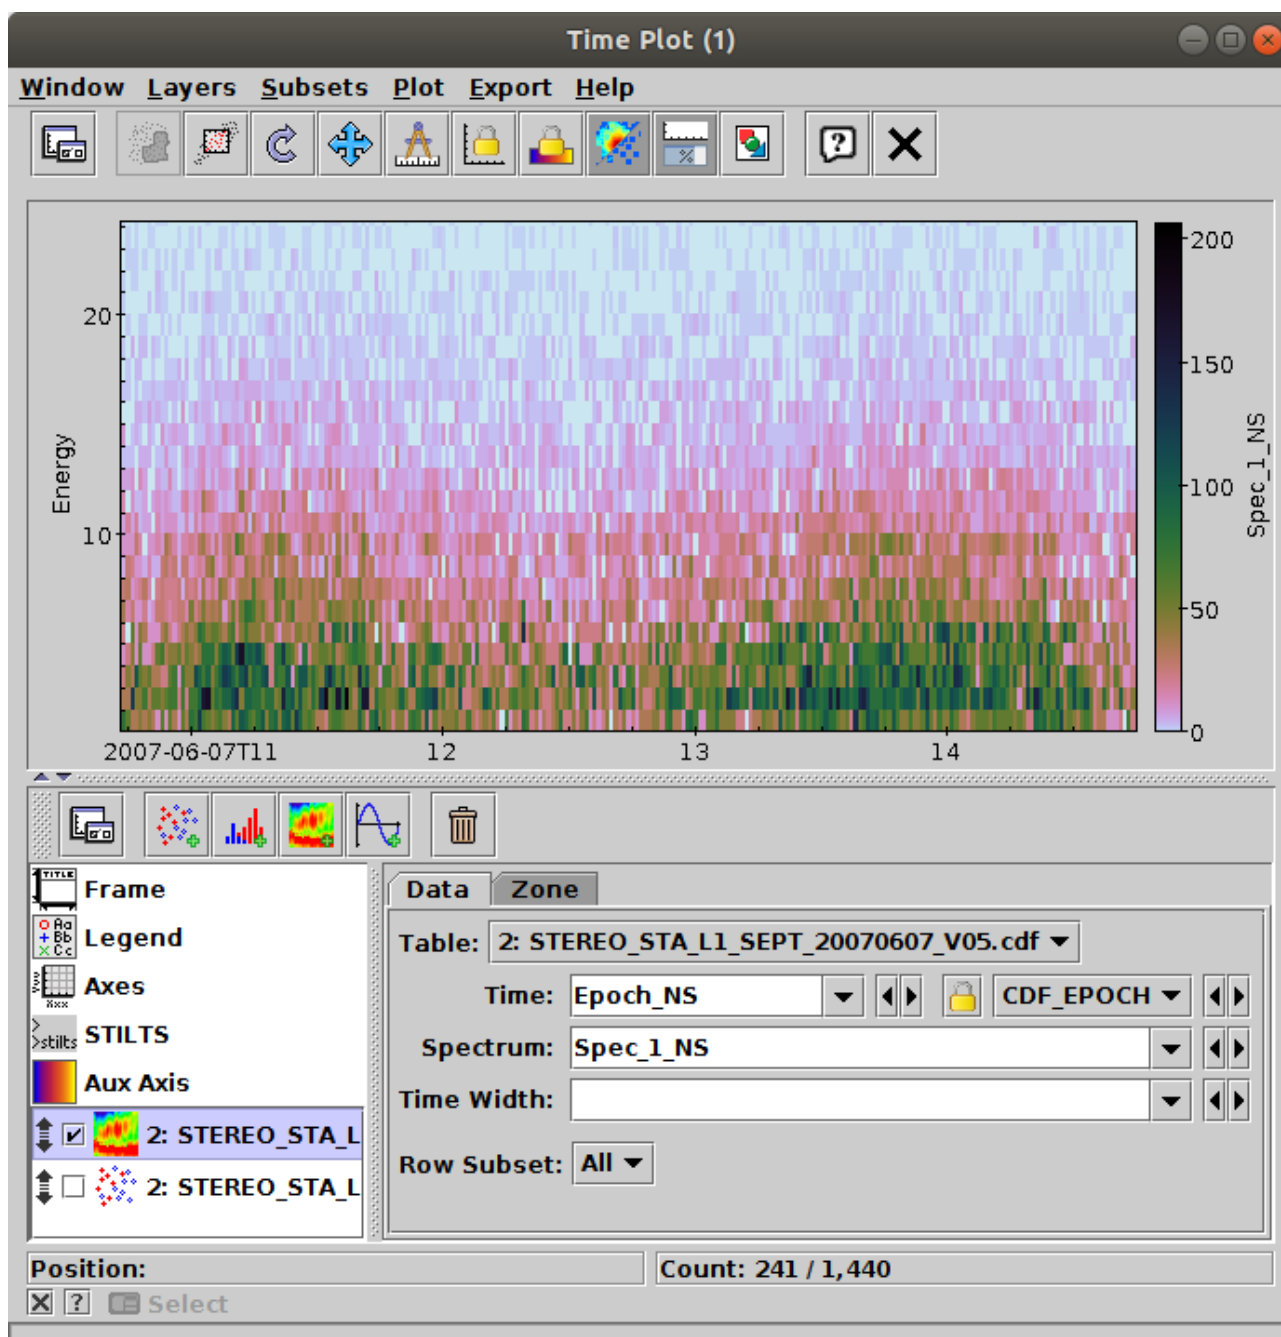 Time Plot (1)
Window Layers Subsets Plot Export Help
200
150
100
50
0
Spec_1_NS
Energy
20
10
2007-06-07T11 12 13 14
Frame
Legend
Axes
STILTS
Aux Axis
2: STEREO_STA_L
2: STEREO_STA_L
Data Zone
Table: 2: STEREO_STA_L1_SEPT_20070607_V05.cdf
Time: Epoch_NS CDF_EPOCH
Spectrum: Spec_1_NS
Time Width:
Row Subset: All
Position: Count: 241 / 1,440
Select